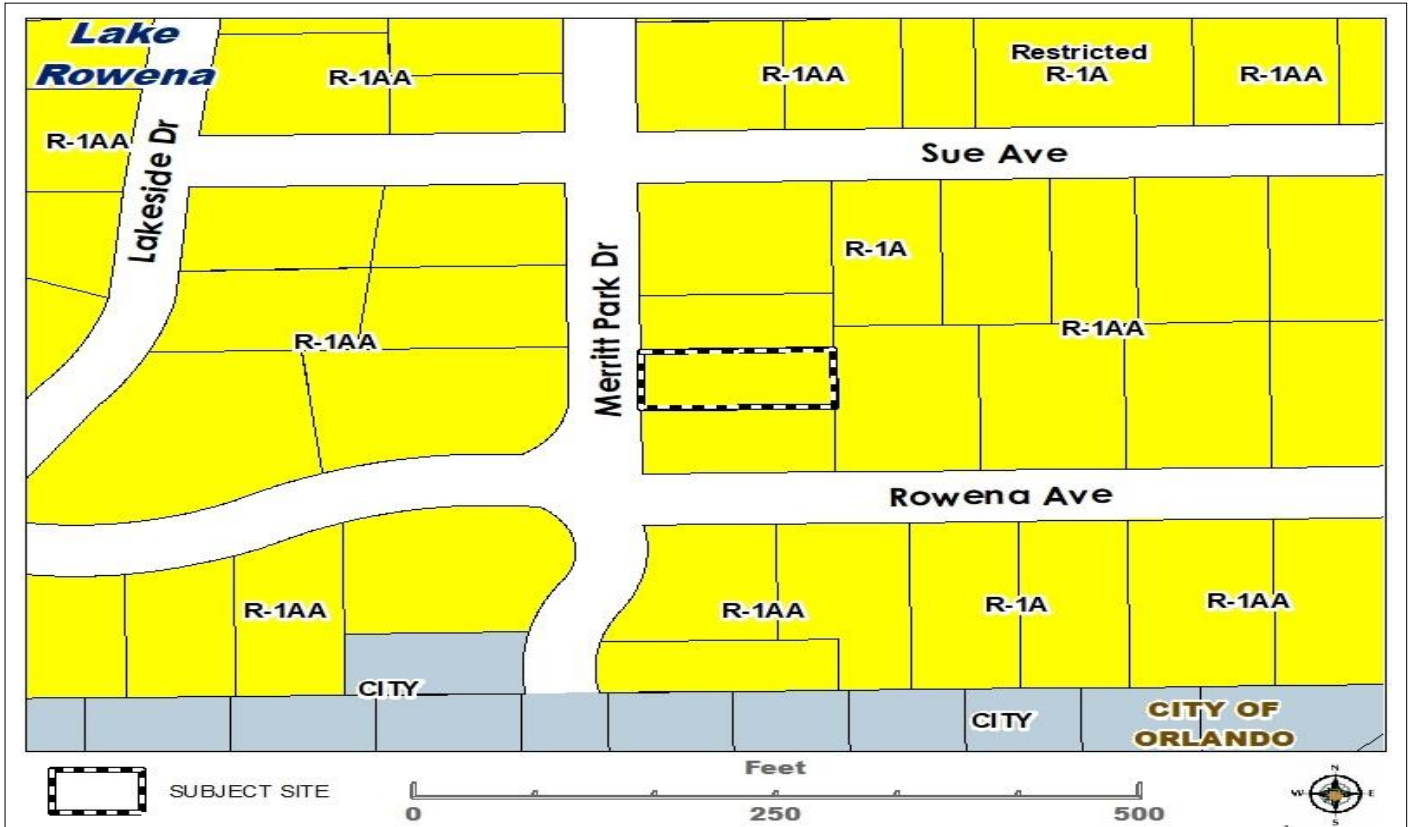 Lake
Rowena
R-1AA
R-1AA
Restricted
R-1A
R-1AA
R-1AA
Lakeside Dr
Sue Ave
Merritt Park Dr
R-1A
R-1AA
R-1AA
Rowena Ave
R-1AA
R-1AA
R-1A
R-1AA
CITY
CITY
CITY OF
ORLANDO
SUBJECT SITE
Feet
0
250
500
N
W
E
S